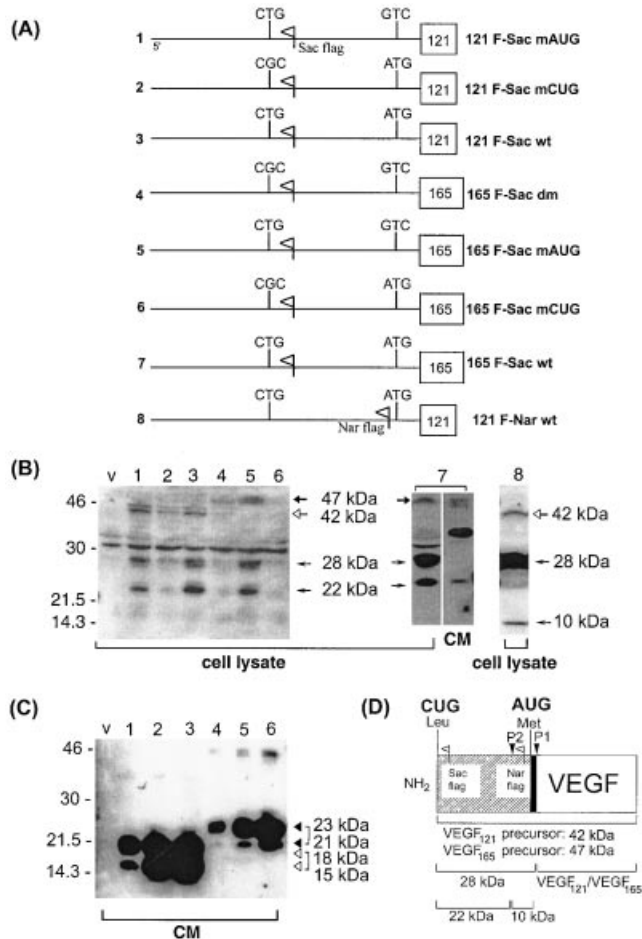 (A)
CTG GTC
1 5' Sac flag 121 121 F-Sac mAUG
CGC ATG
2 121 121 F-Sac mCUG
CTG ATG
3 121 121 F-Sac wt
CGC GTC
4 165 165 F-Sac dm
CTG GTC
5 165 165 F-Sac mAUG
CGC ATG
6 165 165 F-Sac mCUG
CTG ATG
7 165 165 F-Sac wt
CTG ATG
8 Nar flag 121 121 F-Nar wt
(B)
v 1 2 3 4 5 6 7 8
46 - 47 kDa
42 kDa 42 kDa
30 -
28 kDa 28 kDa
22 kDa
21.5 -
14.3 - 10 kDa
CM
cell lysate cell lysate
(C)
v 1 2 3 4 5 6
46 -
30 -
21.5 - 23 kDa
21 kDa
14.3 - 18 kDa
15 kDa
CM
(D)
CUG AUG
Leu Met
P2 P1
NH2 Sac flag Nar flag VEGF
VEGF121 precursor: 42 kDa
VEGF165 precursor: 47 kDa
28 kDa VEGF121/VEGF165
22 kDa 10 kDa